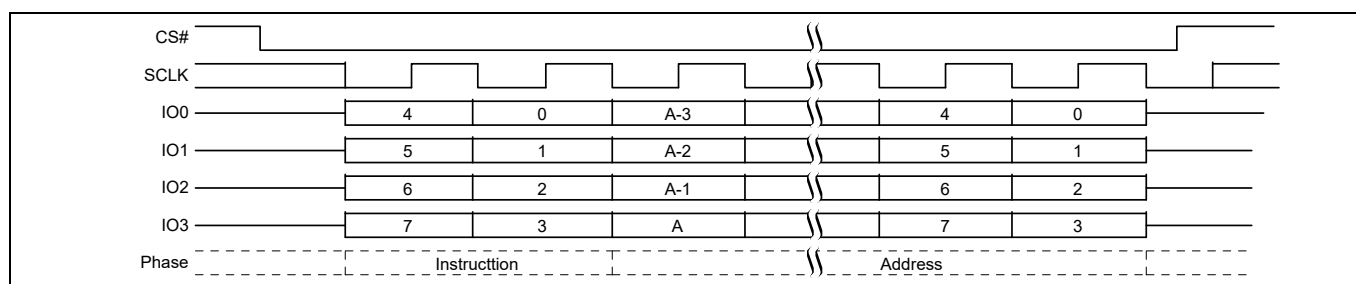 CS#
SCLK
IO0 4 0 A-3 4 0
IO1 5 1 A-2 5 1
IO2 6 2 A-1 6 2
IO3 7 3 A 7 3
Phase Instructtion Address